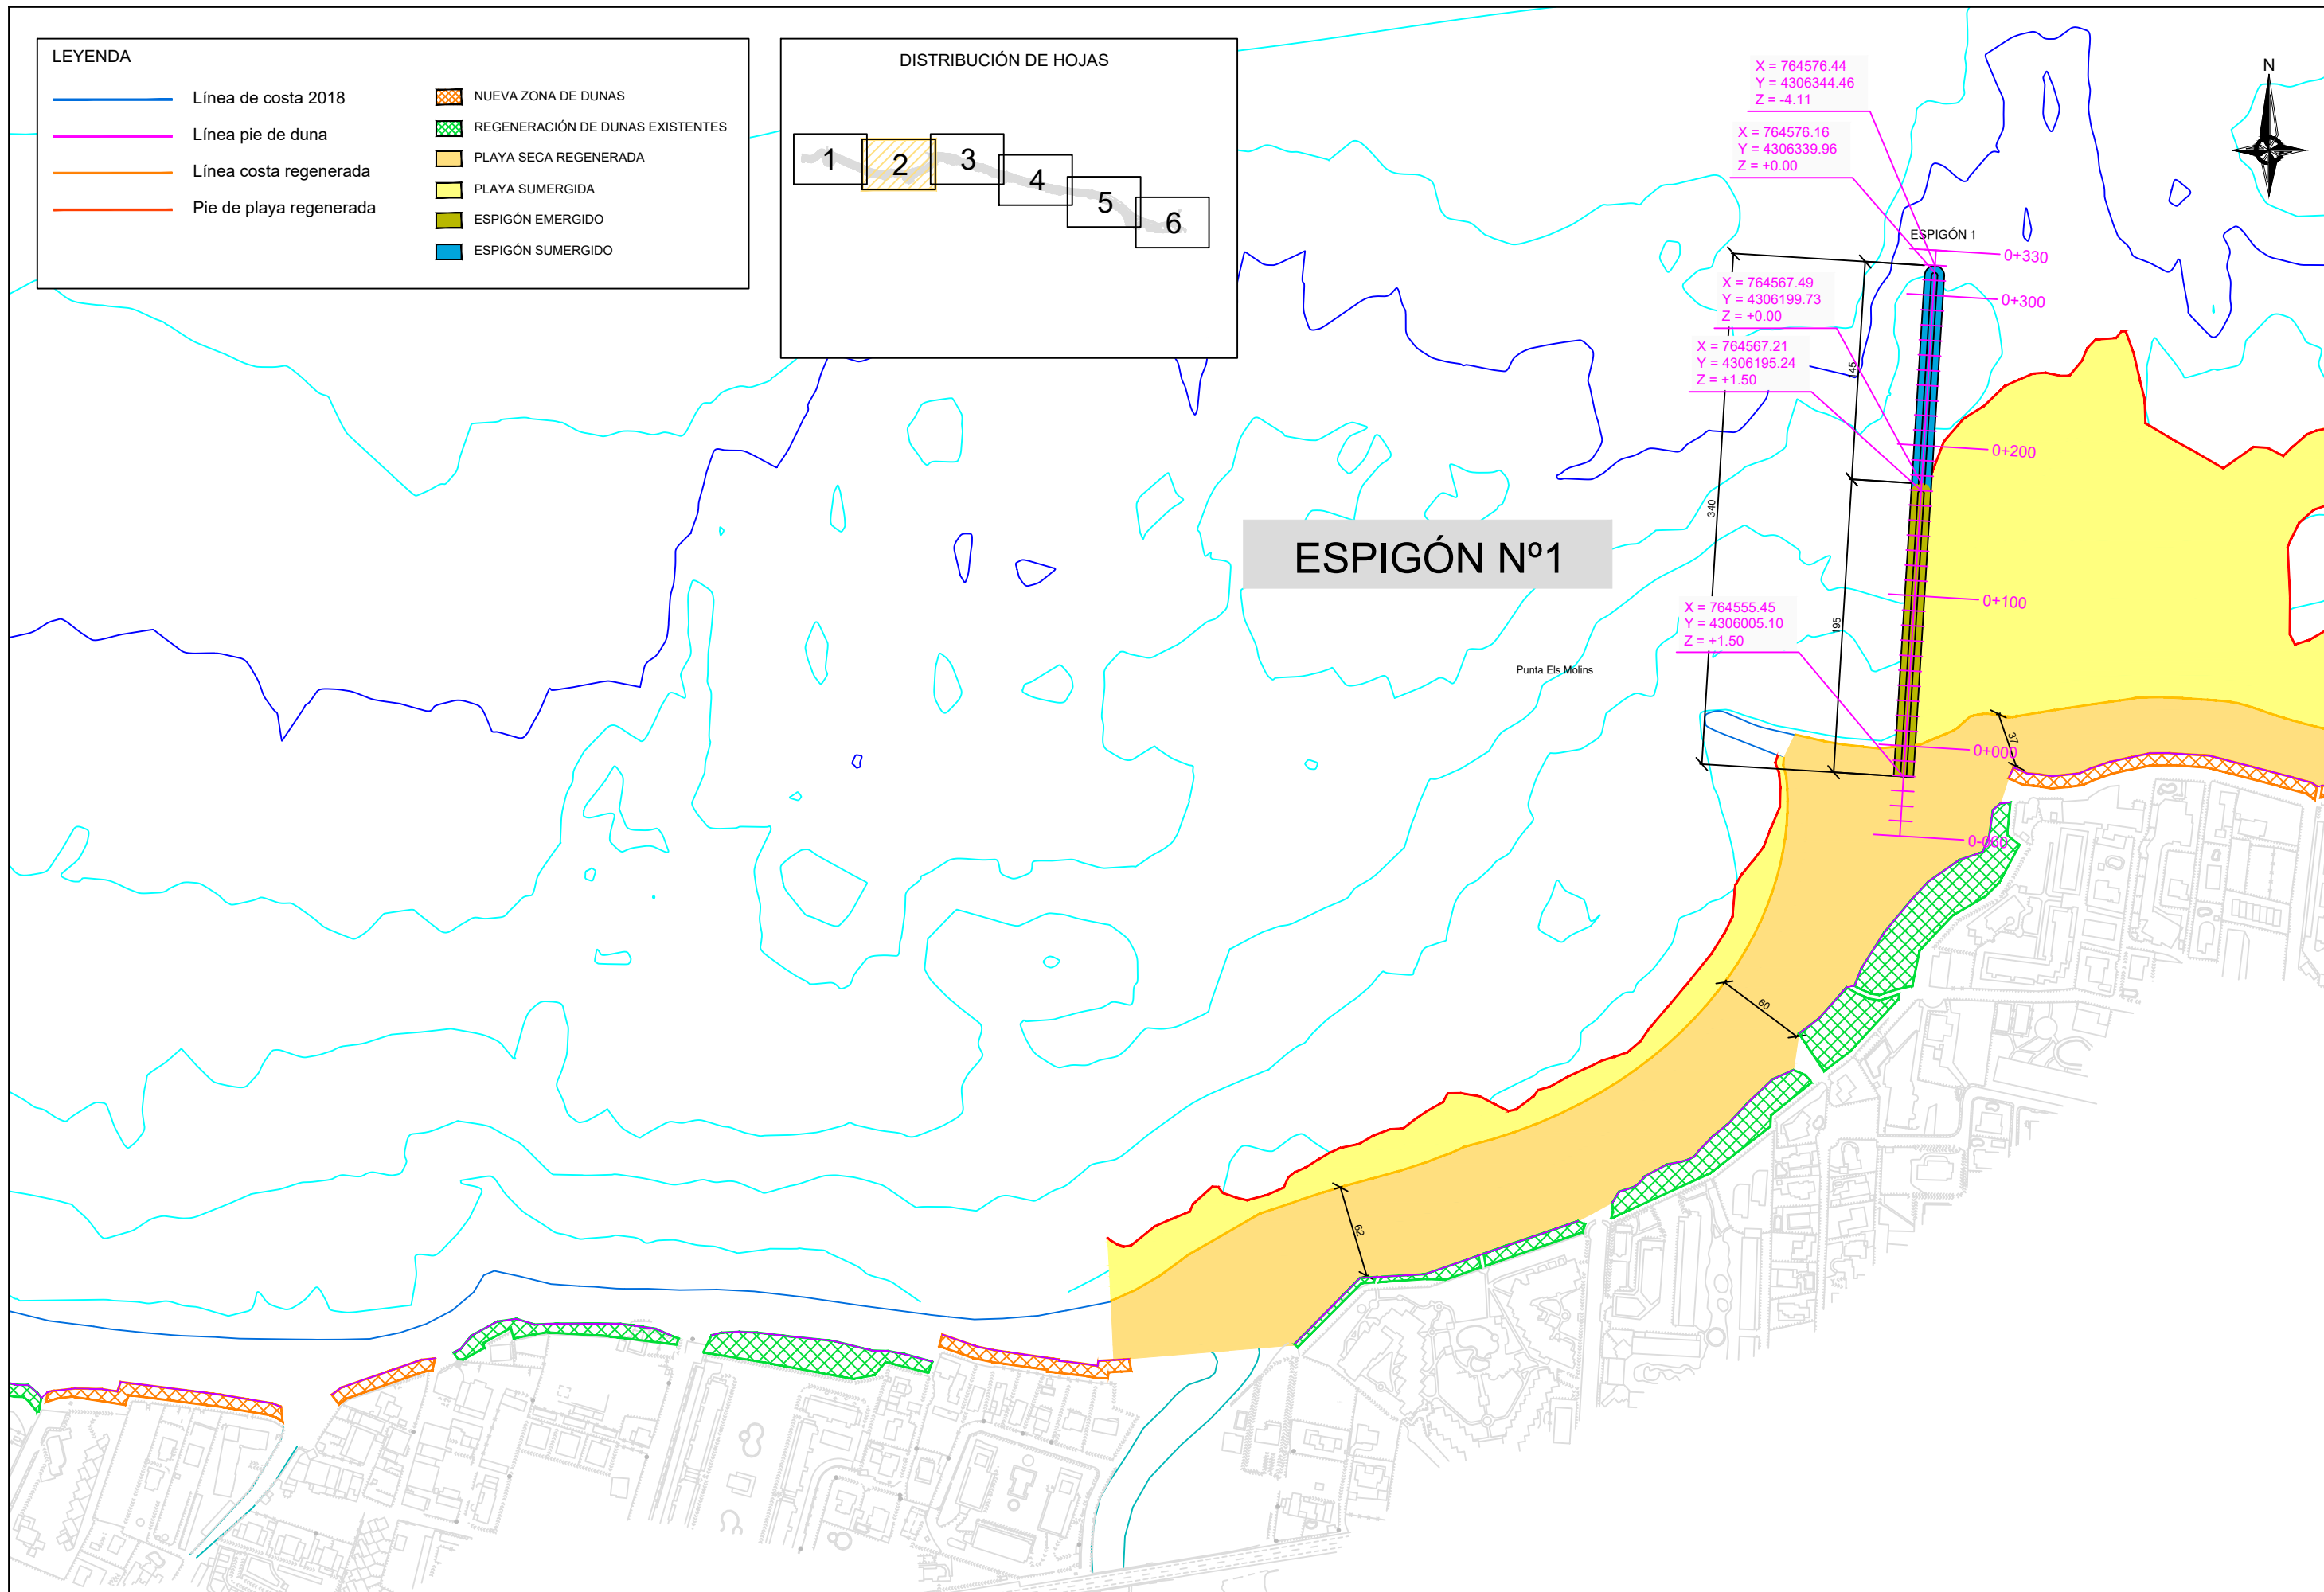 LEYENDA
Línea de costa 2018
Línea pie de duna
Línea costa regenerada
Pie de playa regenerada
NUEVA ZONA DE DUNAS
REGENERACIÓN DE DUNAS EXISTENTES
PLAYA SECA REGENERADA
PLAYA SUMERGIDA
ESPIGÓN EMERGIDO
ESPIGÓN SUMERGIDO
DISTRIBUCIÓN DE HOJAS
1
2
3
4
5
6
N
X = 764576.44
Y = 4306344.46
Z = -4.11
X = 764576.16
Y = 4306339.96
Z = +0.00
ESPIGÓN 1
0+330
0+300
X = 764567.49
Y = 4306199.73
Z = +0.00
X = 764567.21
Y = 4306195.24
Z = +1.50
145
0+200
340
ESPIGÓN Nº1
0+100
X = 764555.45
Y = 4306005.10
Z = +1.50
195
Punta Els Molins
37
0+000
0-060
60
62